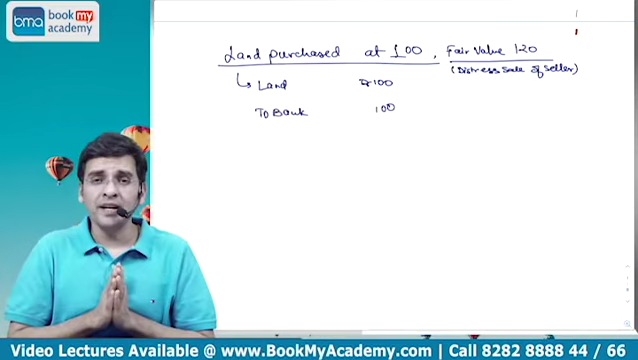 bma
book my
academy
Land purchased at 100, Fair Value 120
(Distress Sale of Seller)
Land Dr 100
To Bank 100
Video Lectures Available @ www.BookMyAcademy.com | Call 8282 8888 44 / 66